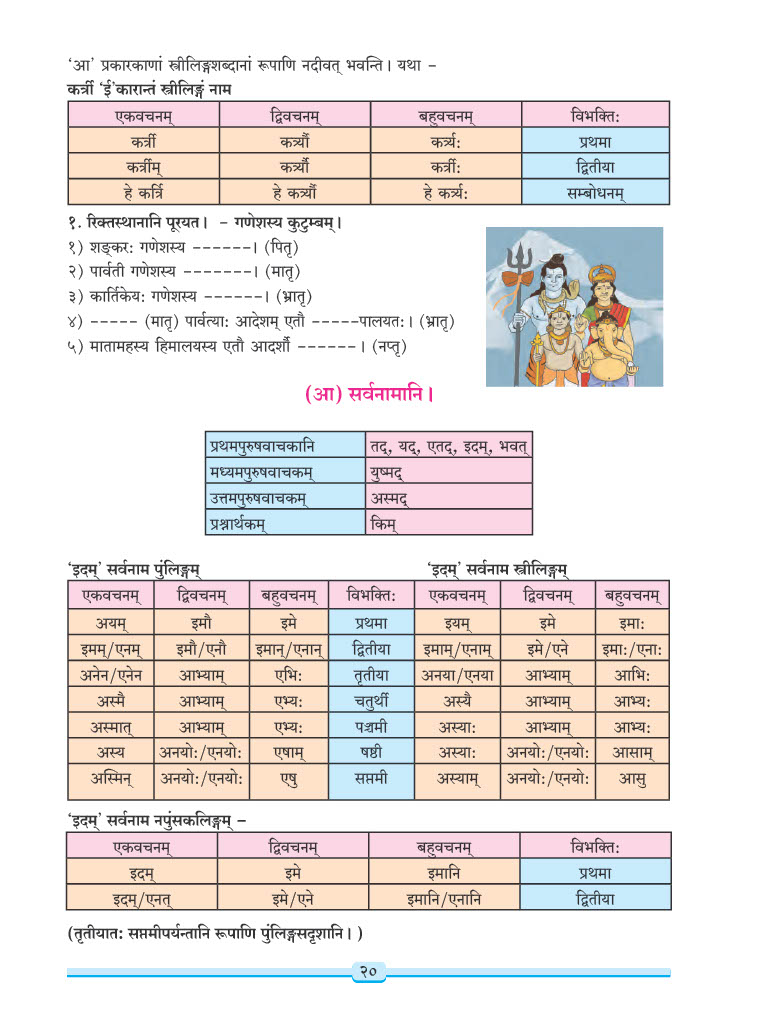 ‘आ’ प्रकारकाणां स्त्रीलिङ्गशब्दानां रूपाणि नदीवत् भवन्ति। यथा –
कर्त्री ‘ई’कारान्तं स्त्रीलिङ्गं नाम
एकवचनम् द्विवचनम् बहुवचनम् विभक्ति:
कर्त्री कर्त्र्यौ कर्त्र्य: प्रथमा
कर्त्रीम् कर्त्र्यौ कर्त्री: द्वितीया
हे कर्त्रि हे कर्त्र्यौ हे कर्त्र्य: सम्बोधनम्
१. रिक्तस्थानानि पूरयत। – गणेशस्य कुटुम्बम्।
१) शङ्कर: गणेशस्य ------। (पितृ)
२) पार्वती गणेशस्य -------। (मातृ)
३) कार्तिकेय: गणेशस्य ------। (भ्रातृ)
४) ----- (मातृ) पार्वत्या: आदेशम् एतौ -----पालयत:। (भ्रातृ)
५) मातामहस्य हिमालयस्य एतौ आदर्शौ ------। (नप्तृ)
(आ) सर्वनामानि।
प्रथमपुरुषवाचकानि तद्, यद्, एतद्, इदम्, भवत्
मध्यमपुरुषवाचकम् युष्मद्
उत्तमपुरुषवाचकम् अस्मद्
प्रश्नार्थकम् किम्
‘इदम्’ सर्वनाम पुंलिङ्गम् ‘इदम्’ सर्वनाम स्त्रीलिङ्गम्
एकवचनम् द्विवचनम् बहुवचनम् विभक्ति: एकवचनम् द्विवचनम् बहुवचनम्
अयम् इमौ इमे प्रथमा इयम् इमे इमा:
इमम्/एनम् इमौ/एनौ इमान्/एनान् द्वितीया इमाम्/एनाम् इमे/एने इमा:/एना:
अनेन/एनेन आभ्याम् एभि: तृतीया अनया/एनया आभ्याम् आभि:
अस्मै आभ्याम् एभ्य: चतुर्थी अस्यै आभ्याम् आभ्य:
अस्मात् आभ्याम् एभ्य: पञ्चमी अस्या: आभ्याम् आभ्य:
अस्य अनयो:/एनयो: एषाम् षष्ठी अस्या: अनयो:/एनयो: आसाम्
अस्मिन् अनयो:/एनयो: एषु सप्तमी अस्याम् अनयो:/एनयो: आसु
‘इदम्’ सर्वनाम नपुंसकलिङ्गम् –
एकवचनम् द्विवचनम् बहुवचनम् विभक्ति:
इदम् इमे इमानि प्रथमा
इदम्/एनत् इमे/एने इमानि/एनानि द्वितीया
(तृतीयात: सप्तमीपर्यन्तानि रूपाणि पुंलिङ्गसदृशानि। )
२०